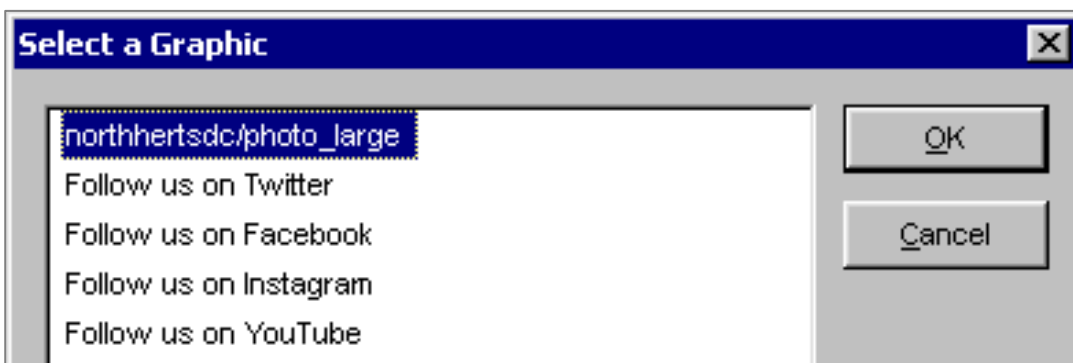 Select a Graphic
northhertsdc/photo_large
Follow us on Twitter
Follow us on Facebook
Follow us on Instagram
Follow us on YouTube
OK
Cancel